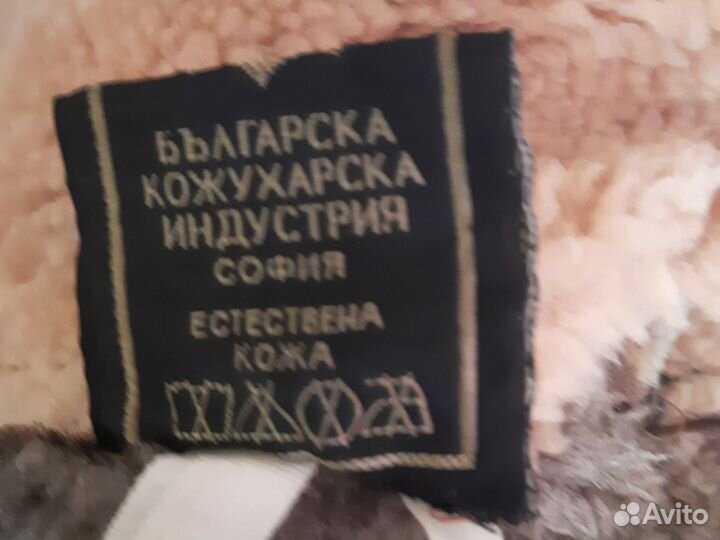 БЪЛГАРСКА
КОЖУХАРСКА
ИНДУСТРИЯ
СОФИЯ
ЕСТЕСТВЕНА
КОЖА
Avito